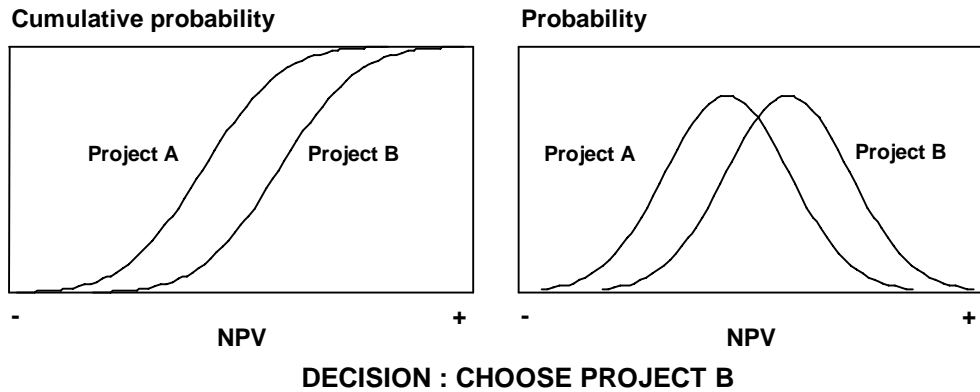 Cumulative probability
Probability
Project A
Project B
Project A
Project B
- +
NPV
- +
NPV
DECISION : CHOOSE PROJECT B